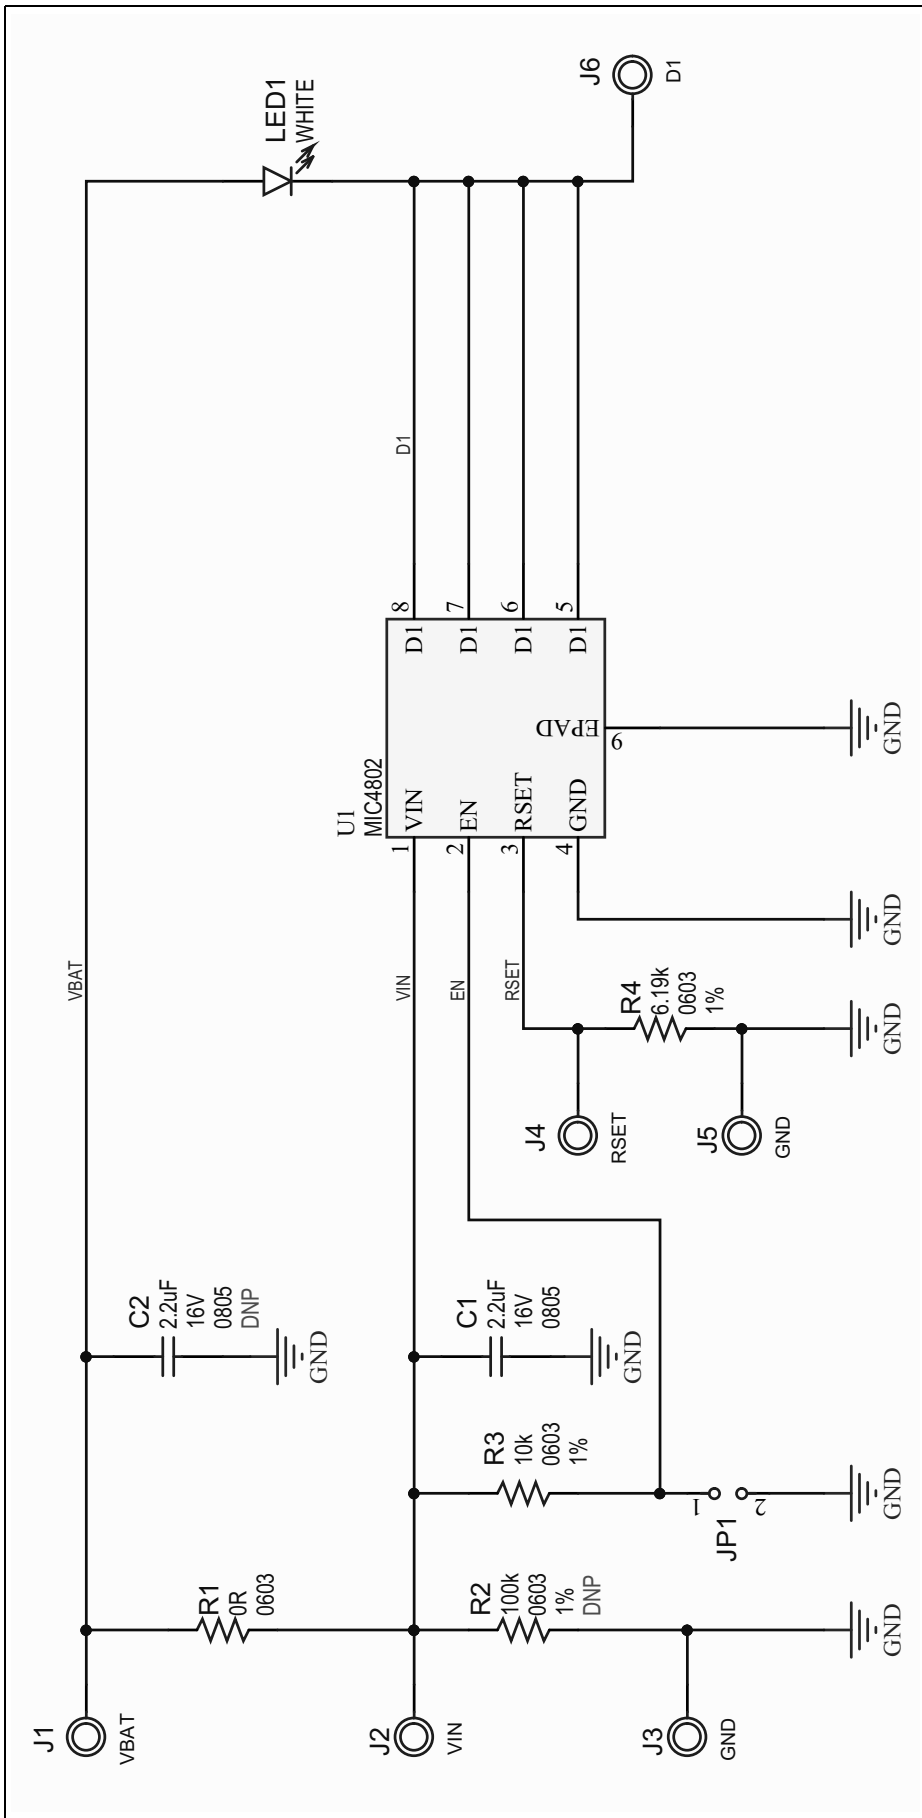 J1
VBAT
R1
0R
0603
C2
2.2uF
16V
0805
DNP
GND
VBAT
LED1
WHITE
J2
VIN
R2
100k
0603
1%
DNP
R3
10k
0603
1%
C1
2.2uF
16V
0805
GND
VIN
EN
RSET
U1
MIC4802
1
VIN
2
EN
3
RSET
4
GND
EPAD
9
8
D1
7
D1
6
D1
5
D1
D1
J6
D1
J3
GND
GND
JP1
1
2
GND
J4
RSET
R4
6.19k
0603
1%
J5
GND
GND
GND
GND